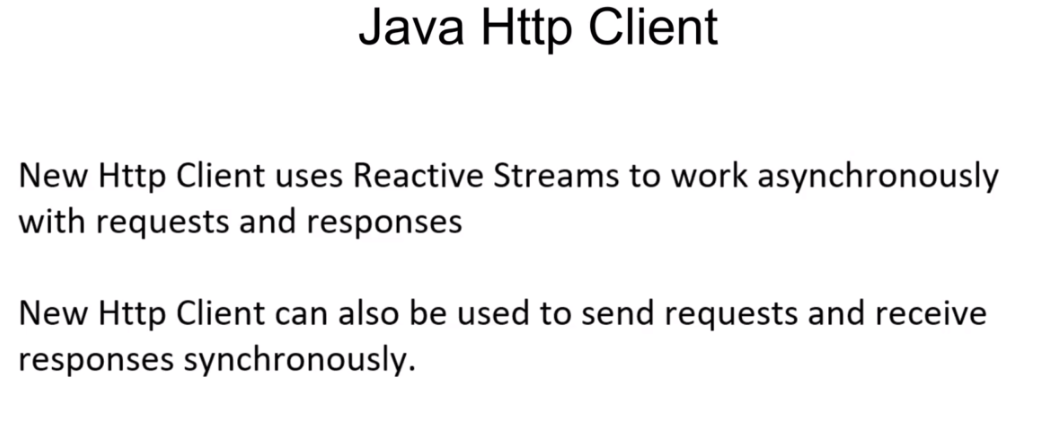 Java Http Client
New Http Client uses Reactive Streams to work asynchronously
with requests and responses
New Http Client can also be used to send requests and receive
responses synchronously.